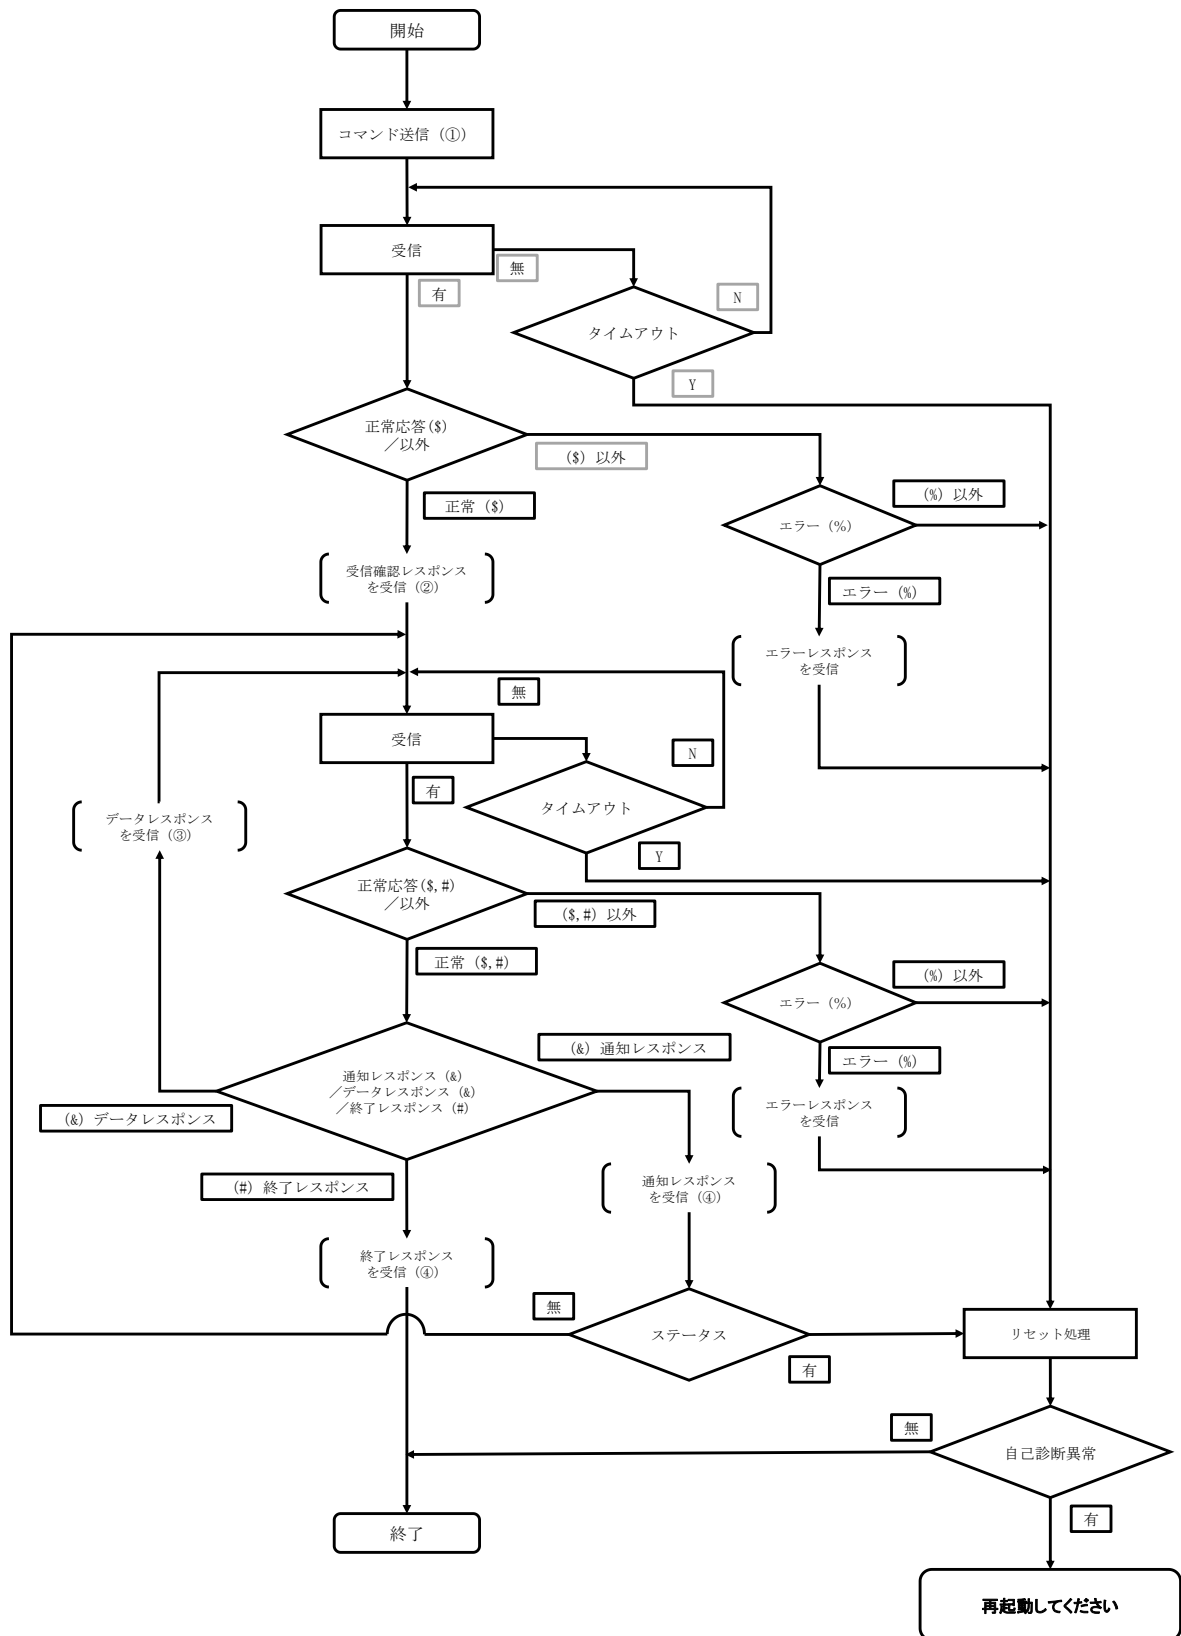 開始
コマンド送信 (①)
受信
無
有
N
タイムアウト
Y
正常応答($)
／以外
($) 以外
正常 ($)
(%) 以外
エラー (%)
エラー (%)
受信確認レスポンス
を受信 (②)
エラーレスポンス
を受信
無
受信
N
有
タイムアウト
Y
データレスポンス
を受信 (③)
正常応答($,#)
／以外
($,#) 以外
正常 ($,#)
(%) 以外
エラー (%)
エラー (%)
(&) 通知レスポンス
通知レスポンス (&)
／データレスポンス (&)
／終了レスポンス (#)
(&) データレスポンス
エラーレスポンス
を受信
(#) 終了レスポンス
通知レスポンス
を受信 (④)
終了レスポンス
を受信 (④)
無
ステータス
有
リセット処理
無
自己診断異常
有
終了
再起動してください